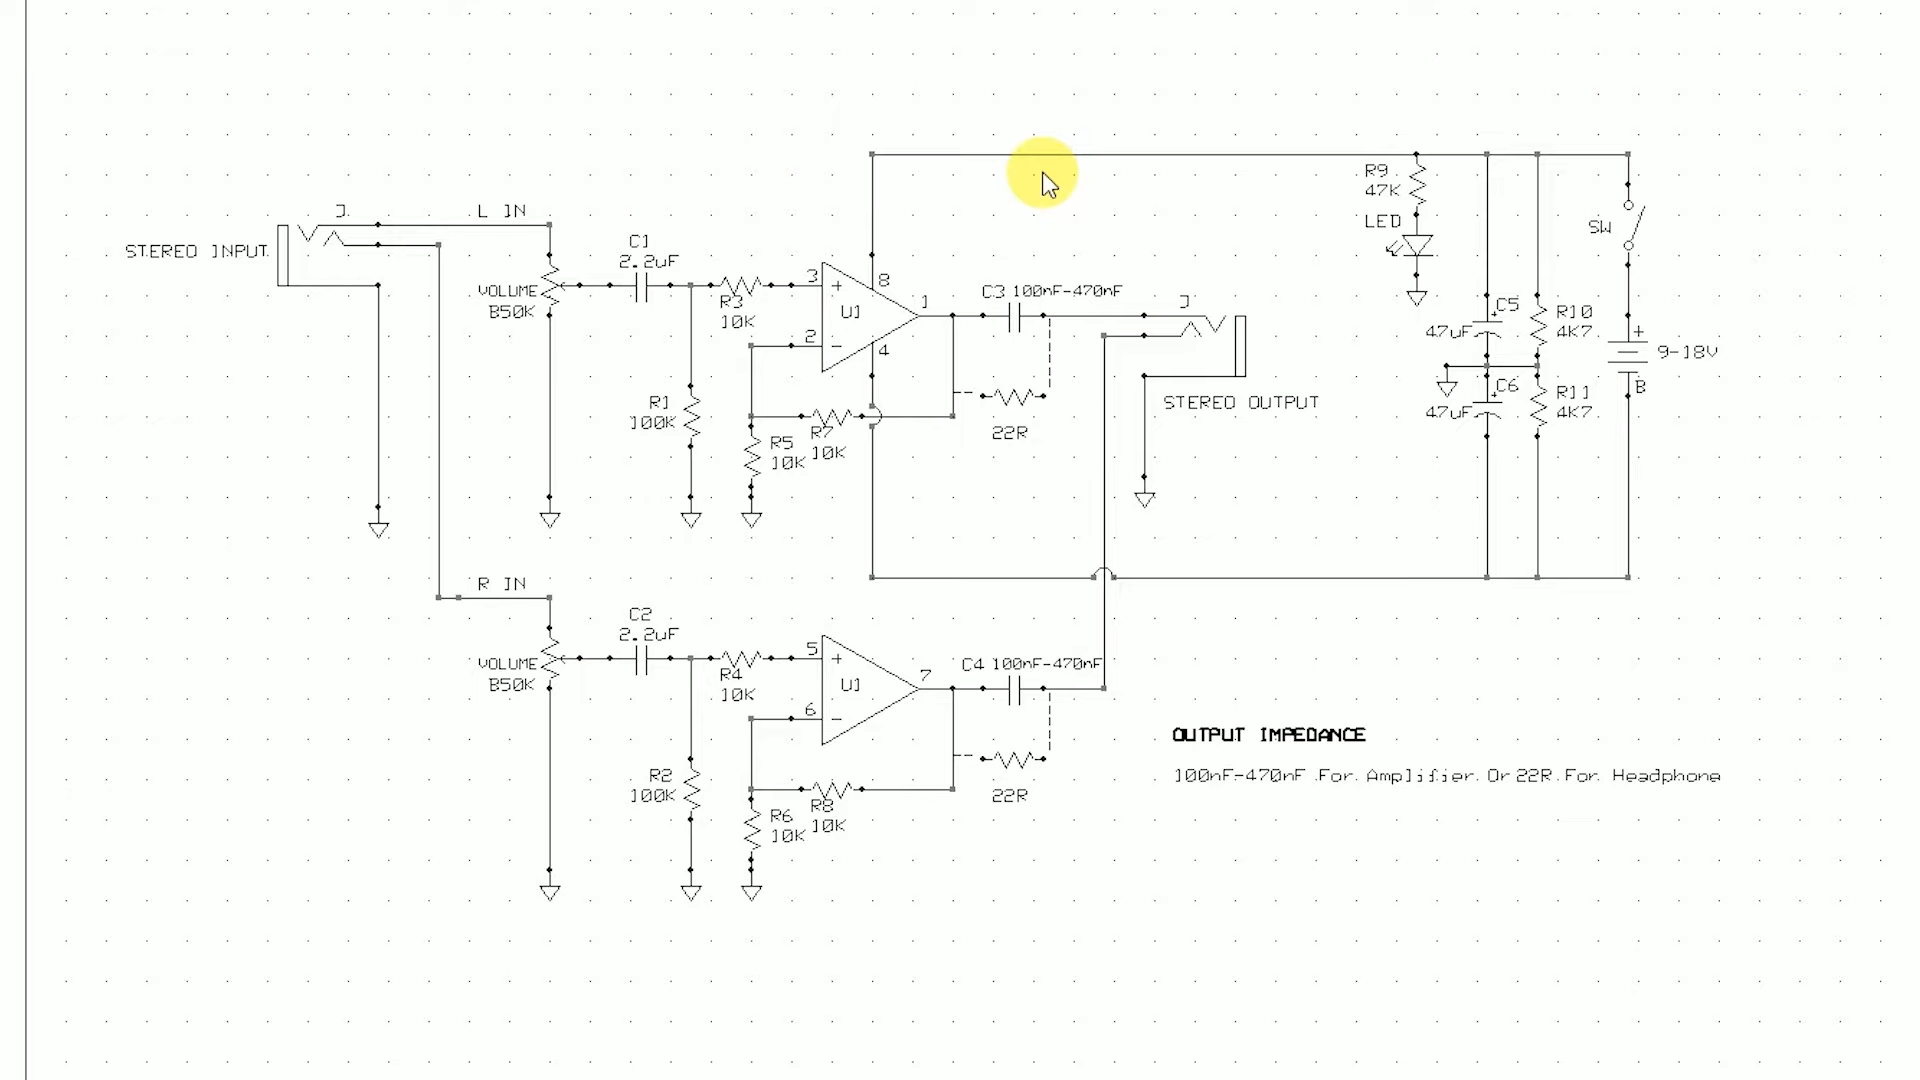 STEREO INPUT
J
L IN
VOLUME
B50K
C1
2.2uF
R3
10K
R1
100K
3
+
2
-
U1
8
1
4
R5
10K
R7
10K
C3 100nF-470nF
22R
J
STEREO OUTPUT
R9
47K
LED
C5
+
47uF
C6
+
47uF
R10
4K7
R11
4K7
SW
+
9-18V
B
R IN
VOLUME
B50K
C2
2.2uF
R4
10K
R2
100K
5
+
6
-
U1
7
R6
10K
R8
10K
C4 100nF-470nF
22R
OUTPUT IMPEDANCE
100nF-470nF For Amplifier Or 22R For Headphone